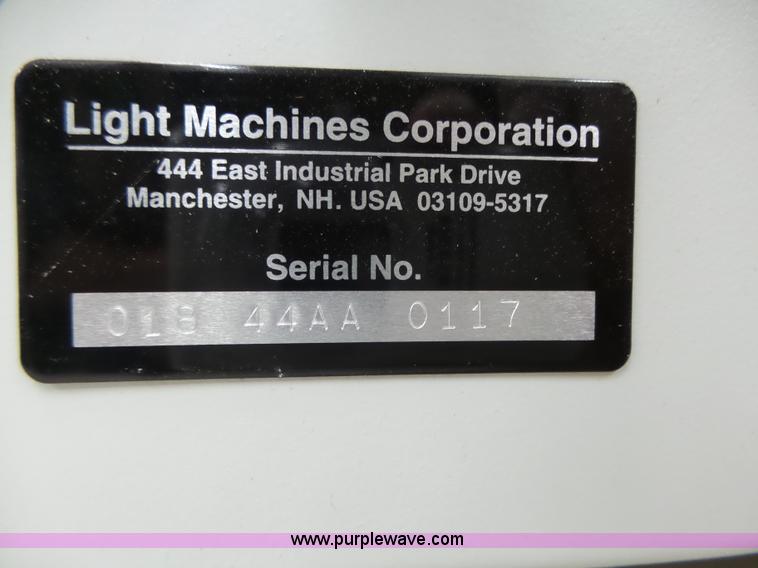 Light Machines Corporation
444 East Industrial Park Drive
Manchester, NH. USA 03109-5317
Serial No.
018 44AA 0117
www.purplewave.com